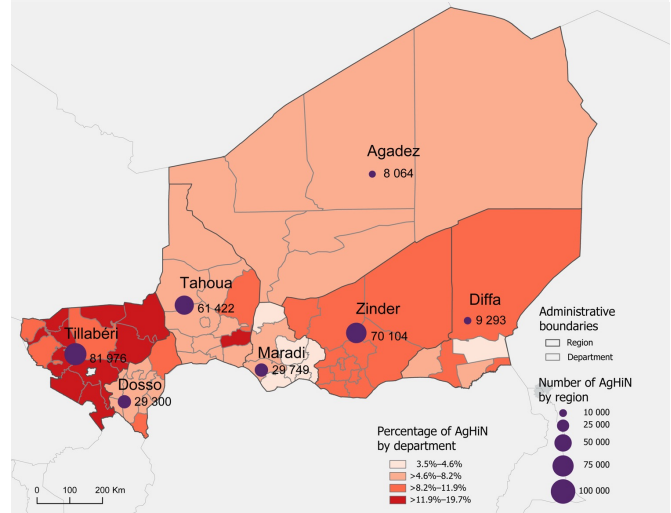 Agadez
8 064
Tahoua
61 422
Zinder
70 104
Diffa
9 293
Tillabéri
81 976
Maradi
29 749
Dosso
29 300
Administrative
boundaries
Region
Department
Number of AgHiN
by region
10 000
25 000
50 000
75 000
100 000
Percentage of AgHiN
by department
3.5%–4.6%
>4.6%–8.2%
>8.2%–11.9%
>11.9%–19.7%
0 100 200 Km